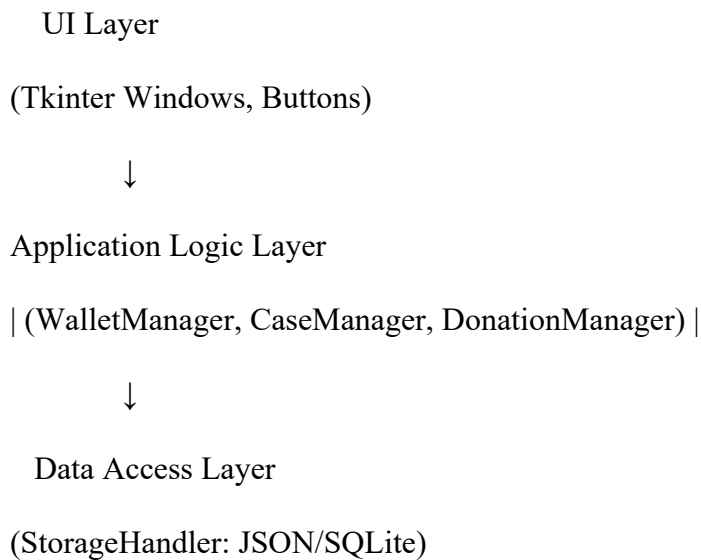 UI Layer
(Tkinter Windows, Buttons)
↓
Application Logic Layer
| (WalletManager, CaseManager, DonationManager) |
↓
Data Access Layer
(StorageHandler: JSON/SQLite)